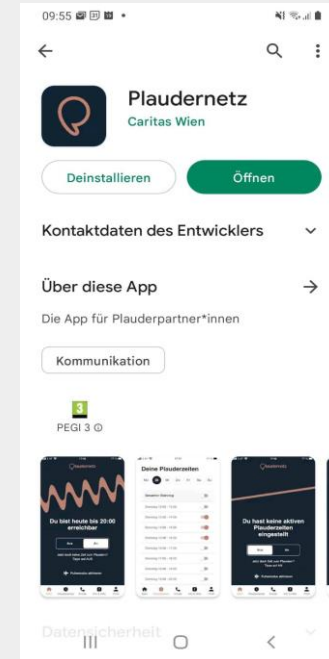 09:55
Plaudernetz
Caritas Wien
Deinstallieren
Öffnen
Kontaktdaten des Entwicklers
Über diese App
Die App für Plauderpartner*innen
Kommunikation
3
PEGI 3
Plaudernetz
Du bist heute bis 20:00
erreichbar
Deine Plauderzeiten
Plaudernetz
Du hast keine aktiven
Plauderzeiten
eingestellt
Datensicherheit